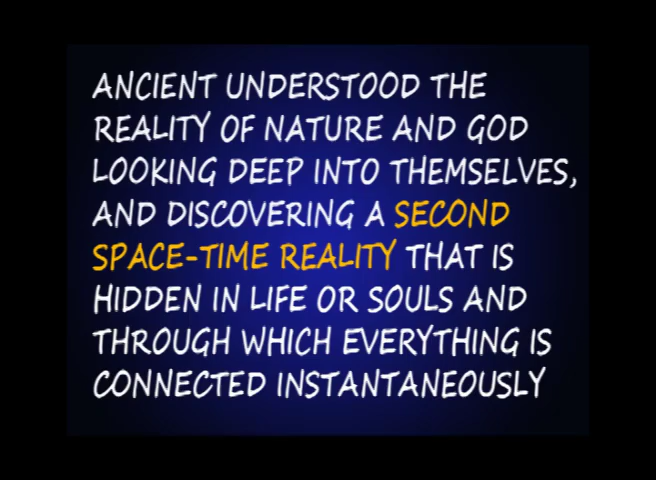 ANCIENT UNDERSTOOD THE
REALITY OF NATURE AND GOD
LOOKING DEEP INTO THEMSELVES,
AND DISCOVERING A SECOND
SPACE-TIME REALITY THAT IS
HIDDEN IN LIFE OR SOULS AND
THROUGH WHICH EVERYTHING IS
CONNECTED INSTANTANEOUSLY